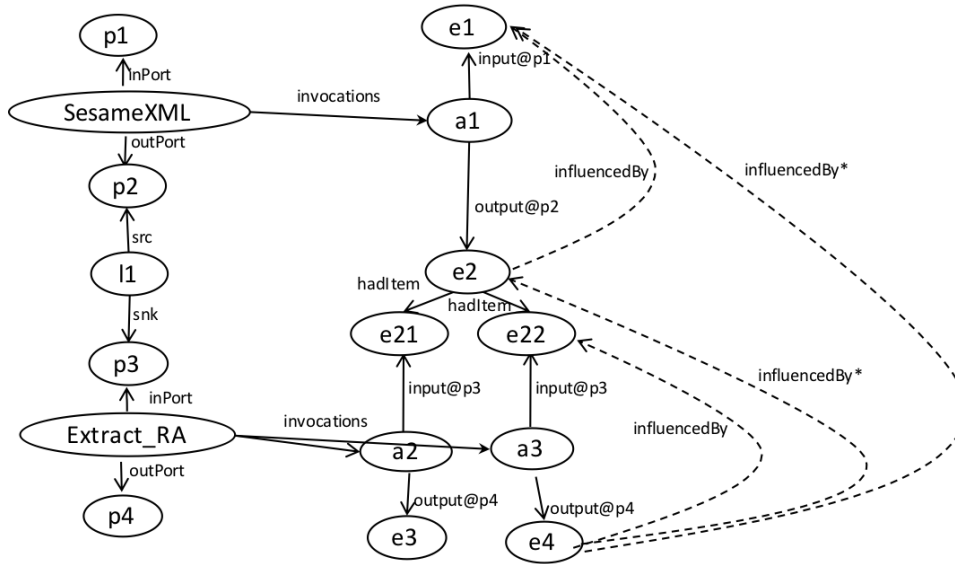 p1
e1
inPort
input@p1
SesameXML
invocations
a1
outPort
influencedBy
influencedBy*
p2
output@p2
src
l1
e2
hadItem
hadItem
snk
e21
e22
p3
inPort
input@p3
input@p3
influencedBy*
Extract_RA
invocations
influencedBy
a2
a3
outPort
output@p4
output@p4
p4
e3
e4